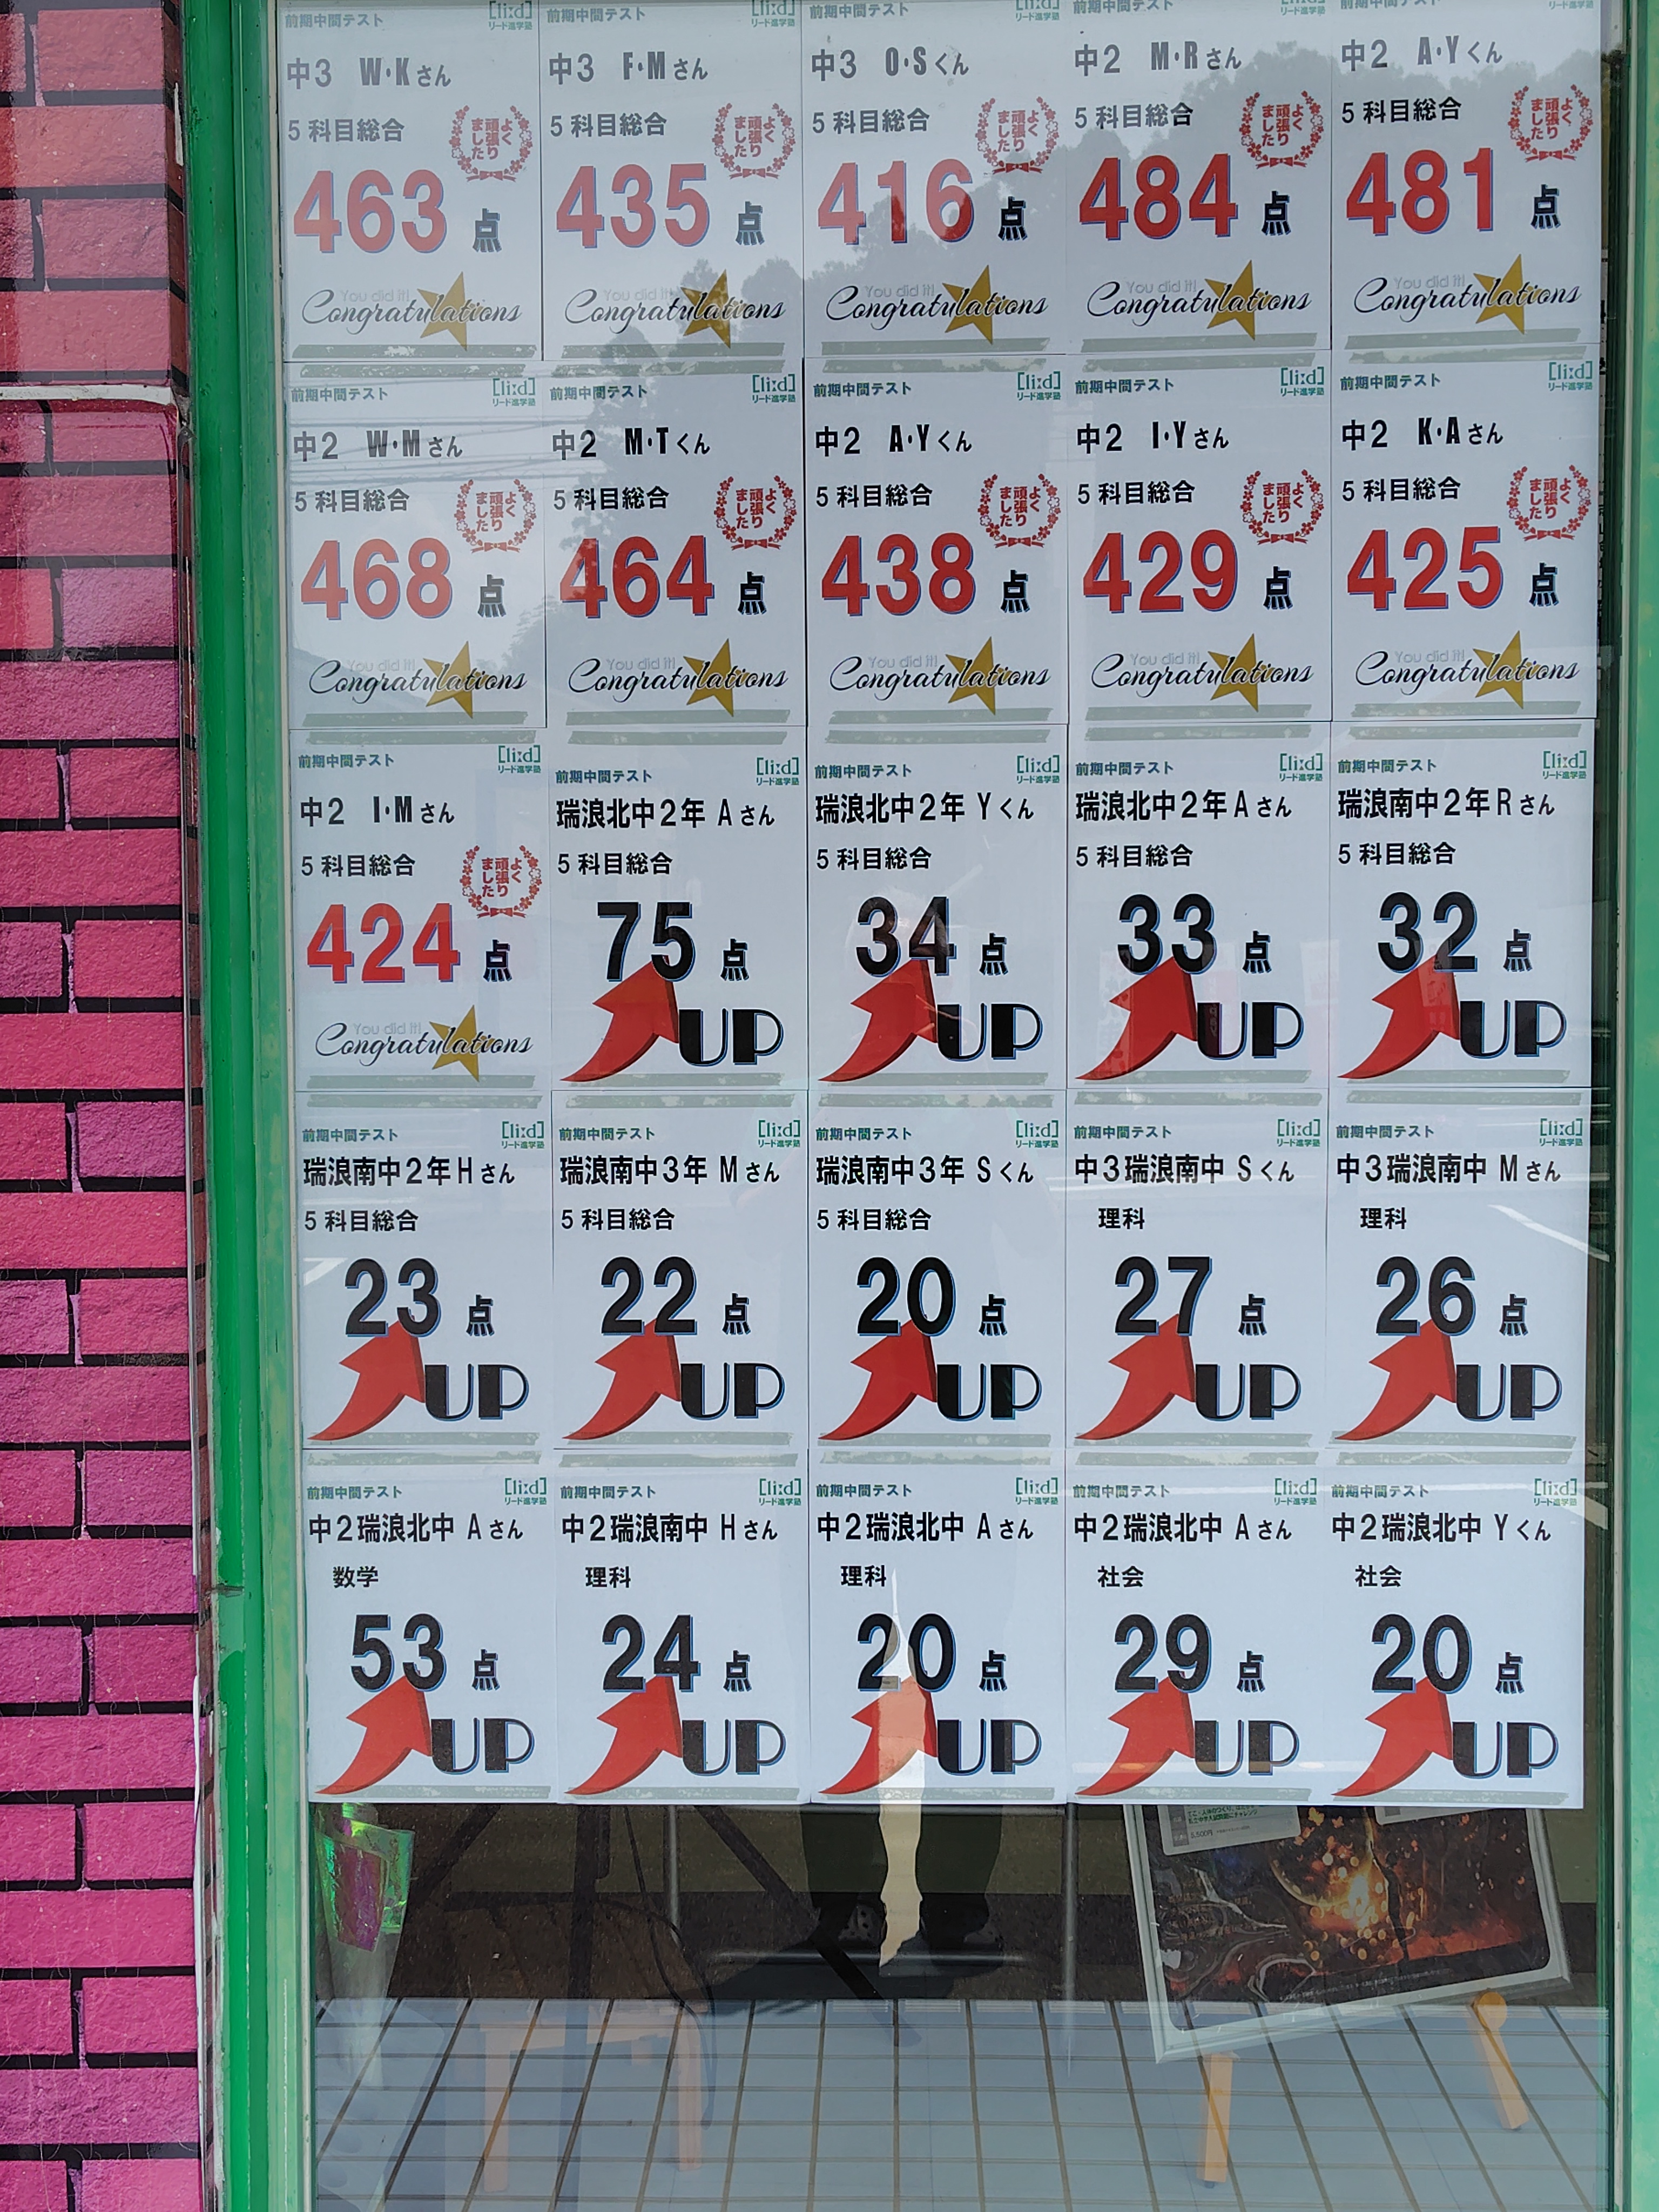 前期中間テスト [li:d]
リード進学塾
中3 W・Kさん
5科目総合
よく頑張りました
463点
You did it!
Congratulations
前期中間テスト [li:d]
リード進学塾
中3 F・Mさん
5科目総合
よく頑張りました
435点
You did it!
Congratulations
前期中間テスト [li:d]
リード進学塾
中3 O・Sくん
5科目総合
よく頑張りました
416点
You did it!
Congratulations
前期中間テスト [li:d]
リード進学塾
中2 M・Rさん
5科目総合
よく頑張りました
484点
You did it!
Congratulations
前期中間テスト
リード進学塾
中2 A・Yくん
5科目総合
よく頑張りました
481点
You did it!
Congratulations
前期中間テスト [li:d]
リード進学塾
中2 W・Mさん
5科目総合
よく頑張りました
468点
You did it!
Congratulations
前期中間テスト [li:d]
リード進学塾
中2 M・Tくん
5科目総合
よく頑張りました
464点
You did it!
Congratulations
前期中間テスト [li:d]
リード進学塾
中2 A・Yくん
5科目総合
よく頑張りました
438点
You did it!
Congratulations
前期中間テスト [li:d]
リード進学塾
中2 I・Yさん
5科目総合
よく頑張りました
429点
You did it!
Congratulations
前期中間テスト [li:d]
リード進学塾
中2 K・Aさん
5科目総合
よく頑張りました
425点
You did it!
Congratulations
前期中間テスト [li:d]
リード進学塾
中2 I・Mさん
5科目総合
よく頑張りました
424点
You did it!
Congratulations
前期中間テスト [li:d]
リード進学塾
瑞浪北中2年 Aさん
5科目総合
75点
UP
前期中間テスト [li:d]
リード進学塾
瑞浪北中2年 Yくん
5科目総合
34点
UP
前期中間テスト [li:d]
リード進学塾
瑞浪北中2年Aさん
5科目総合
33点
UP
前期中間テスト [li:d]
リード進学塾
瑞浪南中2年Rさん
5科目総合
32点
UP
前期中間テスト [li:d]
リード進学塾
瑞浪南中2年Hさん
5科目総合
23点
UP
前期中間テスト [li:d]
リード進学塾
瑞浪南中3年 Mさん
5科目総合
22点
UP
前期中間テスト [li:d]
リード進学塾
瑞浪南中3年 Sくん
5科目総合
20点
UP
前期中間テスト [li:d]
リード進学塾
中3瑞浪南中 Sくん
理科
27点
UP
前期中間テスト [li:d]
リード進学塾
中3瑞浪南中 Mさん
理科
26点
UP
前期中間テスト [li:d]
リード進学塾
中2瑞浪北中 Aさん
数学
53点
UP
前期中間テスト [li:d]
リード進学塾
中2瑞浪南中 Hさん
理科
24点
UP
前期中間テスト [li:d]
リード進学塾
中2瑞浪北中 Aさん
理科
20点
UP
前期中間テスト [li:d]
リード進学塾
中2瑞浪北中 Aさん
社会
29点
UP
前期中間テスト [li:d]
リード進学塾
中2瑞浪北中 Yくん
社会
20点
UP
5,500円